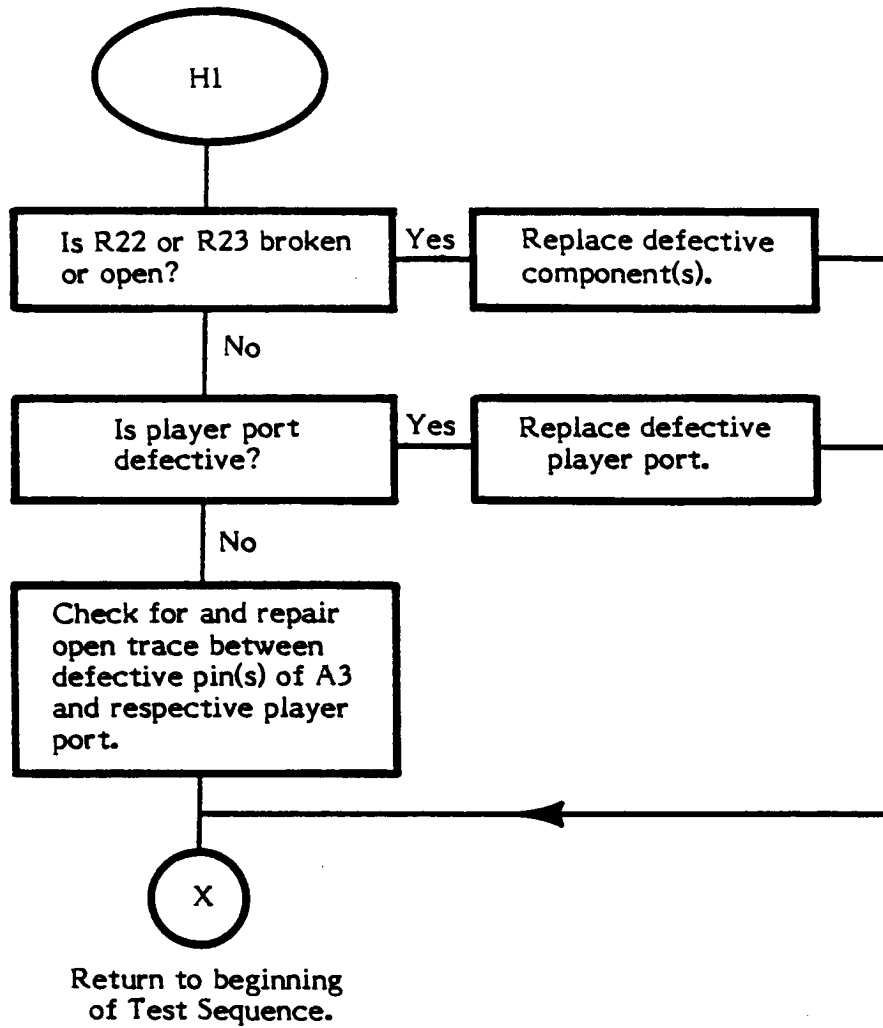 H1
Is R22 or R23 broken
or open?
Yes
Replace defective
component(s).
No
Is player port
defective?
Yes
Replace defective
player port.
No
Check for and repair
open trace between
defective pin(s) of A3
and respective player
port.
X
Return to beginning
of Test Sequence.